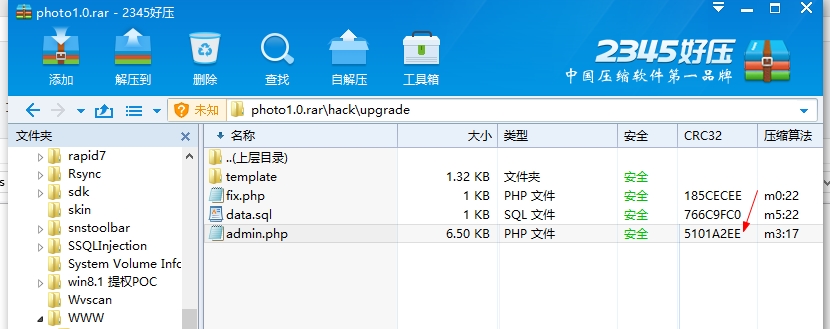 photo1.0.rar - 2345好压
添加 解压到 删除 查找 自解压 工具箱
2345好压
中国压缩软件第一品牌
未知 photo1.0.rar\hack\upgrade
文件夹
rapid7
Rsync
sdk
skin
snstoolbar
SSQLInjection
System Volume Info
win8.1 提权POC
Wvscan
WWW
名称 大小 类型 安全 CRC32 压缩算法
..(上层目录)
template 1.32 KB 文件夹 安全
fix.php 1 KB PHP 文件 安全 185CECEE m0:22
data.sql 1 KB SQL 文件 安全 766C9FC0 m5:22
admin.php 6.50 KB PHP 文件 安全 5101A2EE m3:17